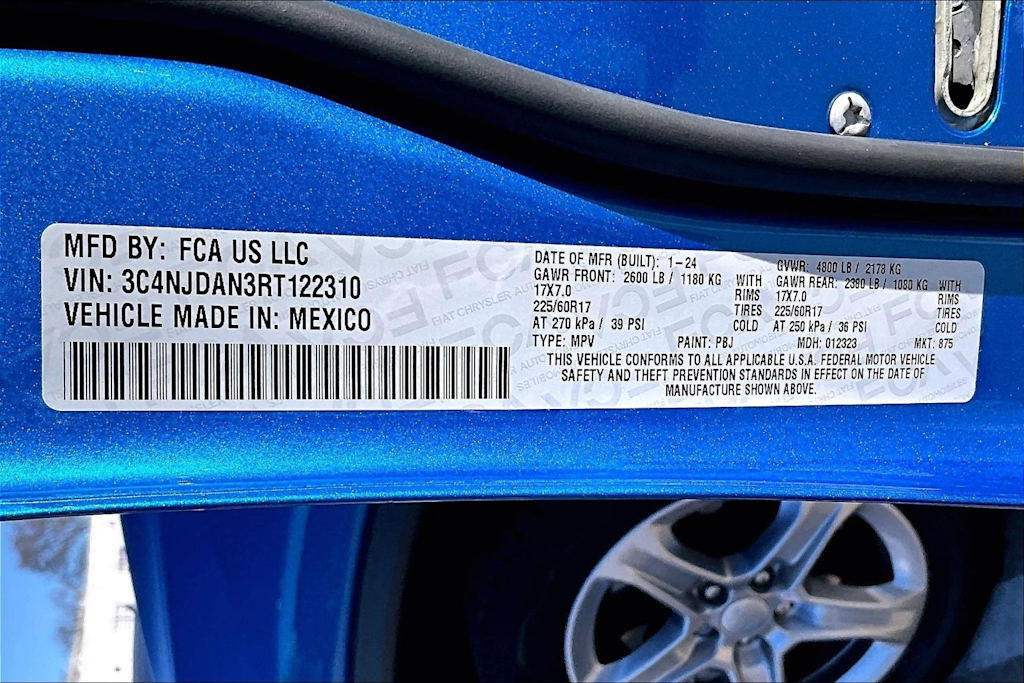 MFD BY: FCA US LLC
VIN: 3C4NJDAN3RT122310
VEHICLE MADE IN: MEXICO
DATE OF MFR (BUILT): 1-24 GVWR: 4800 LB / 2178 KG
GAWR FRONT: 2600 LB / 1180 KG WITH GAWR REAR: 2380 LB / 1080 KG WITH
17X7.0 RIMS 17X7.0 RIMS
225/60R17 TIRES 225/60R17 TIRES
AT 270 kPa / 39 PSI COLD AT 250 kPa / 36 PSI COLD
TYPE: MPV PAINT: PBJ MDH: 012323 MKT: 875
THIS VEHICLE CONFORMS TO ALL APPLICABLE U.S.A. FEDERAL MOTOR VEHICLE
SAFETY AND THEFT PREVENTION STANDARDS IN EFFECT ON THE DATE OF
MANUFACTURE SHOWN ABOVE.